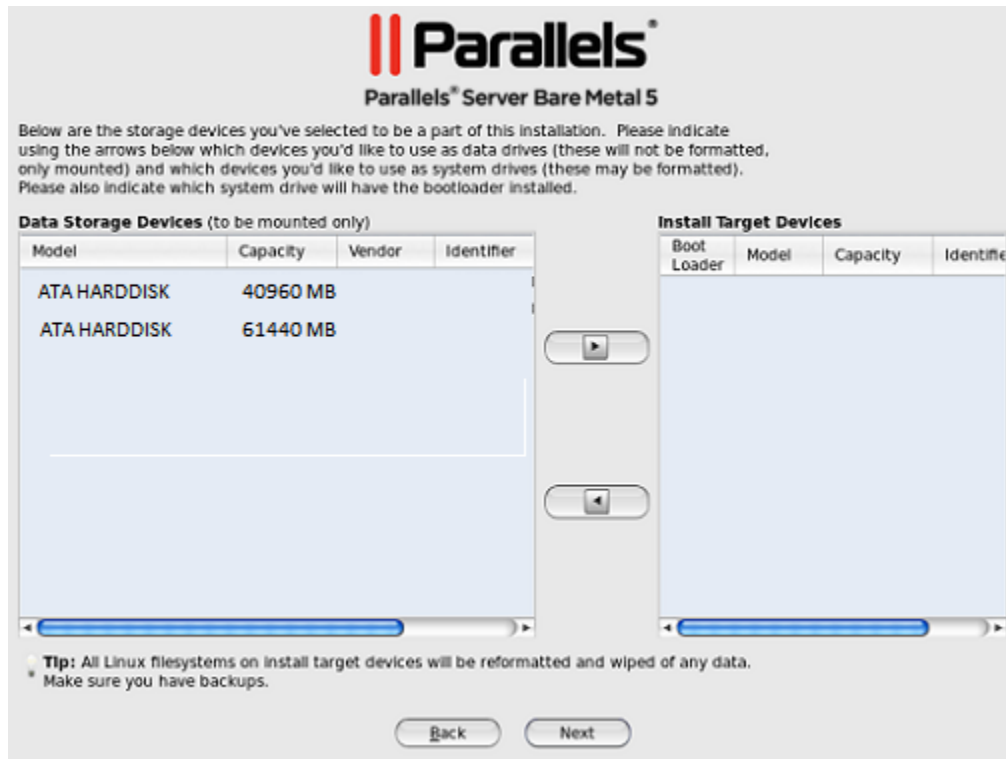 Parallels®
Parallels® Server Bare Metal 5
Below are the storage devices you've selected to be a part of this installation.  Please indicate
using the arrows below which devices you'd like to use as data drives (these will not be formatted,
only mounted) and which devices you'd like to use as system drives (these may be formatted).
Please also indicate which system drive will have the bootloader installed.
Data Storage Devices (to be mounted only)
Model Capacity Vendor Identifier
ATA HARDDISK 40960 MB
ATA HARDDISK 61440 MB
Install Target Devices
Boot Loader Model Capacity Identifie
Tip: All Linux filesystems on install target devices will be reformatted and wiped of any data.
Make sure you have backups.
Back Next